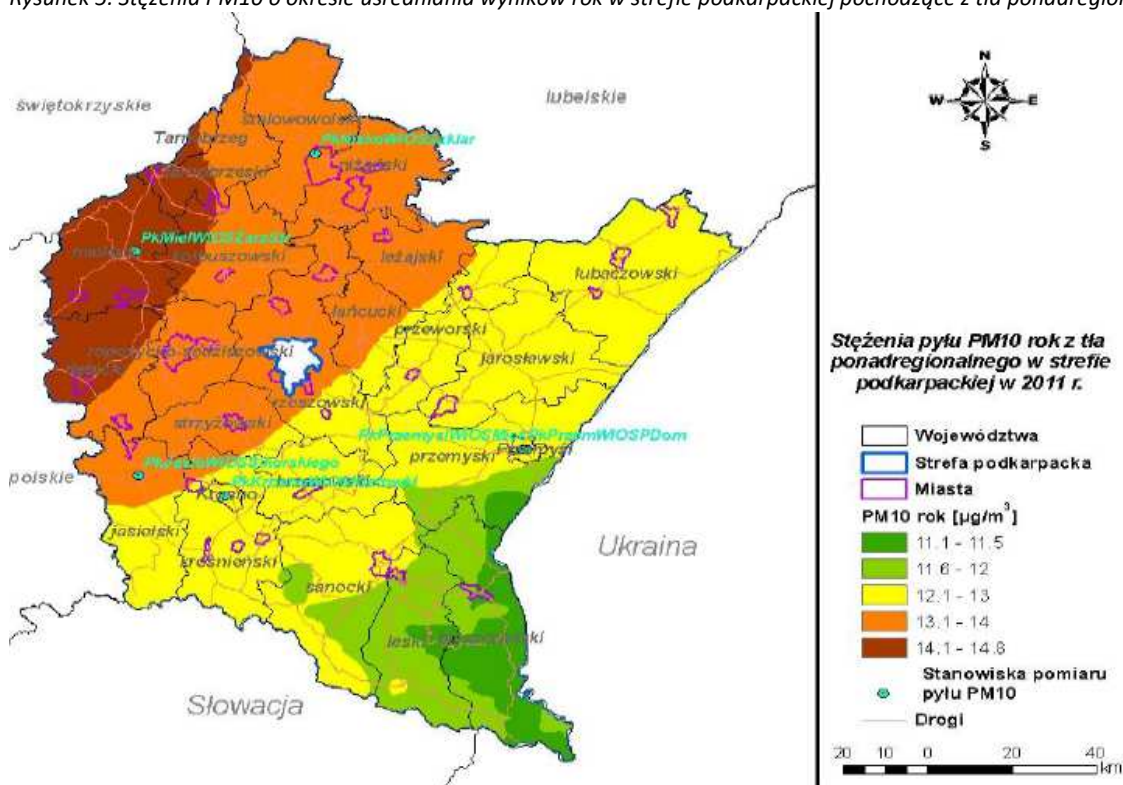 Rysunek 5. Stężenia PM10 o okresie uśredniania wyników rok w strefie podkarpackiej pochodzące z tła ponadregion
świętokrzyskie
lubelskie
N
W
E
S
Tarnobrzeg
niżański
leżajski
lubaczowski
łańcucki
przeworski
jarosławski
rzeszowski
strzyżowski
przemyski
polskie
jasielski
krośnieński
sanocki
Ukraina
Słowacja
Stężenia pyłu PM10 rok z tła
ponadregionalnego w strefie
podkarpackiej w 2011 r.
Województwa
Strefa podkarpacka
Miasta
PM10 rok [µg/m³]
11.1 - 11.5
11.6 - 12
12.1 - 13
13.1 - 14
14.1 - 14.8
Stanowiska pomiaru
pyłu PM10
Drogi
20 10 0 20 40
km